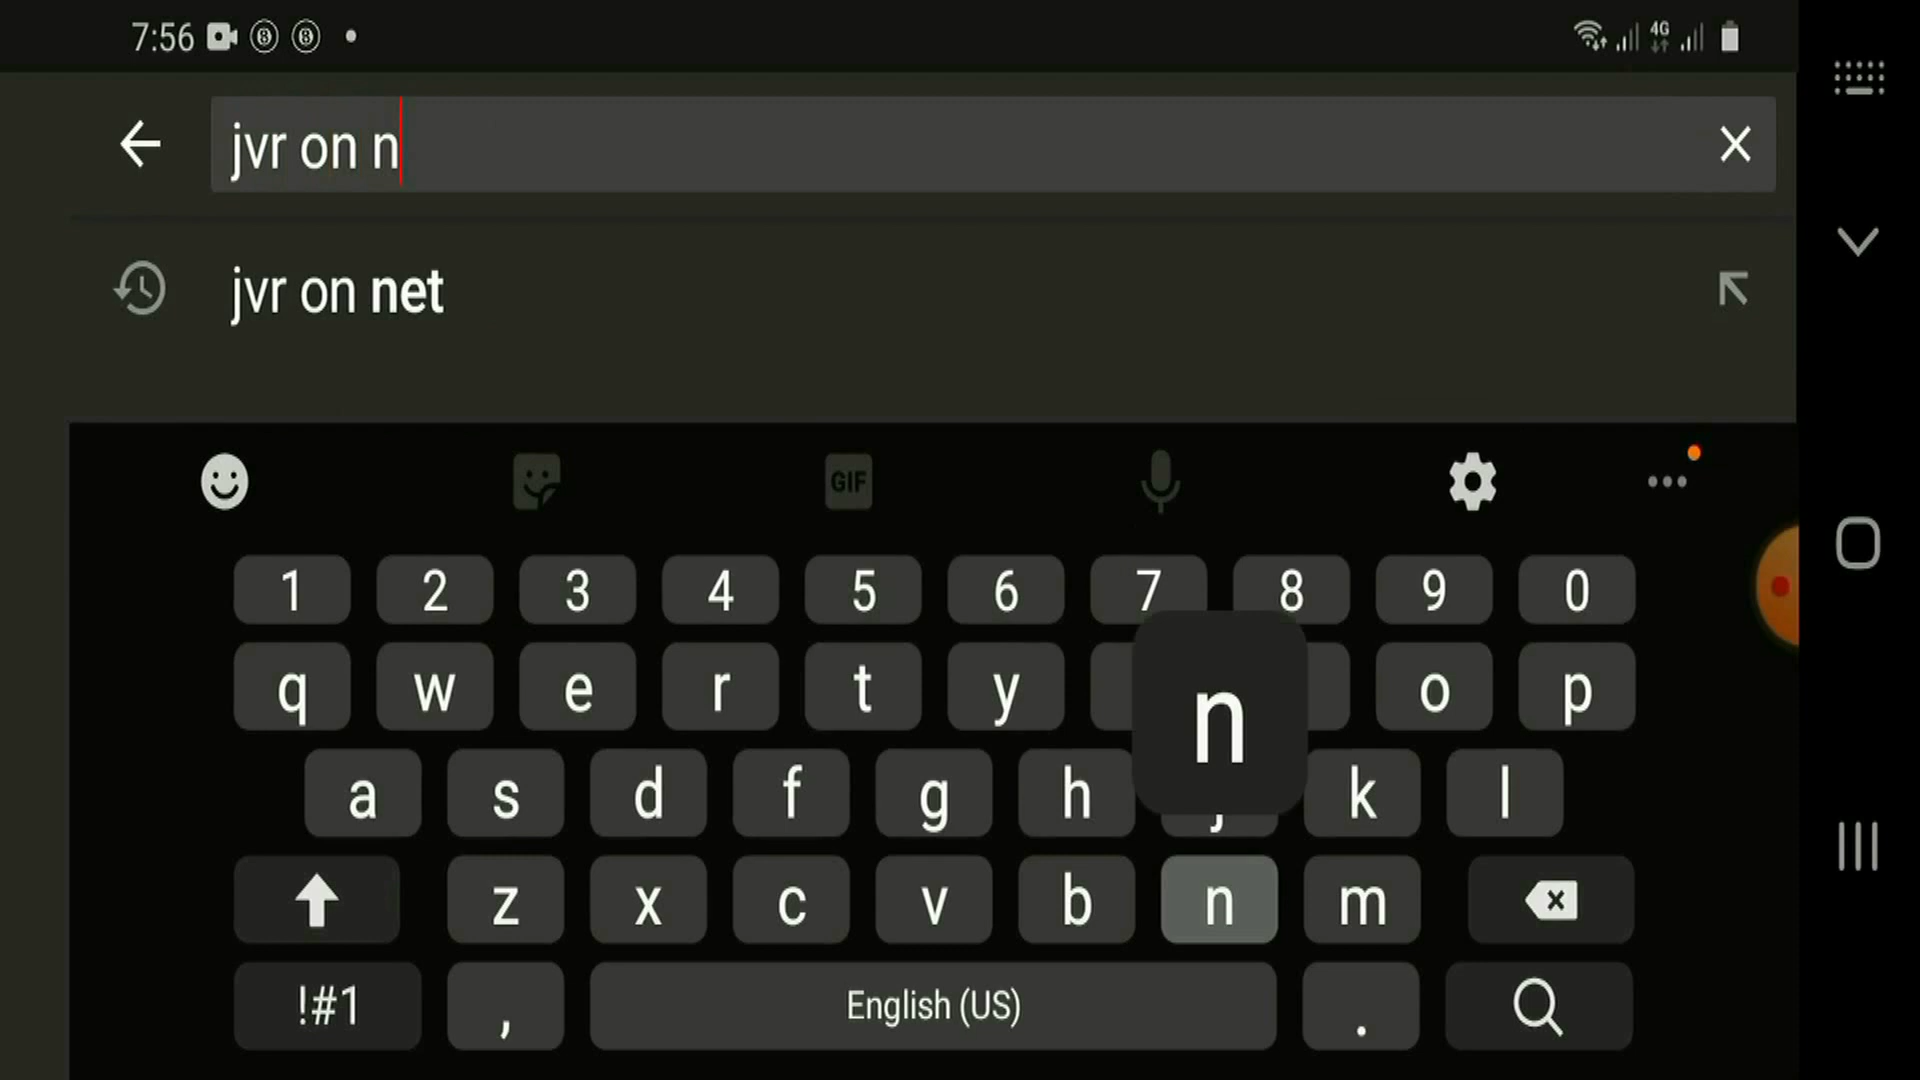 7:56 4G
jvr on n
jvr on net
GIF
1 2 3 4 5 6 7 8 9 0
q w e r t y o p
n
a s d f g h j k l
z x c v b n m
!#1 , English (US) .